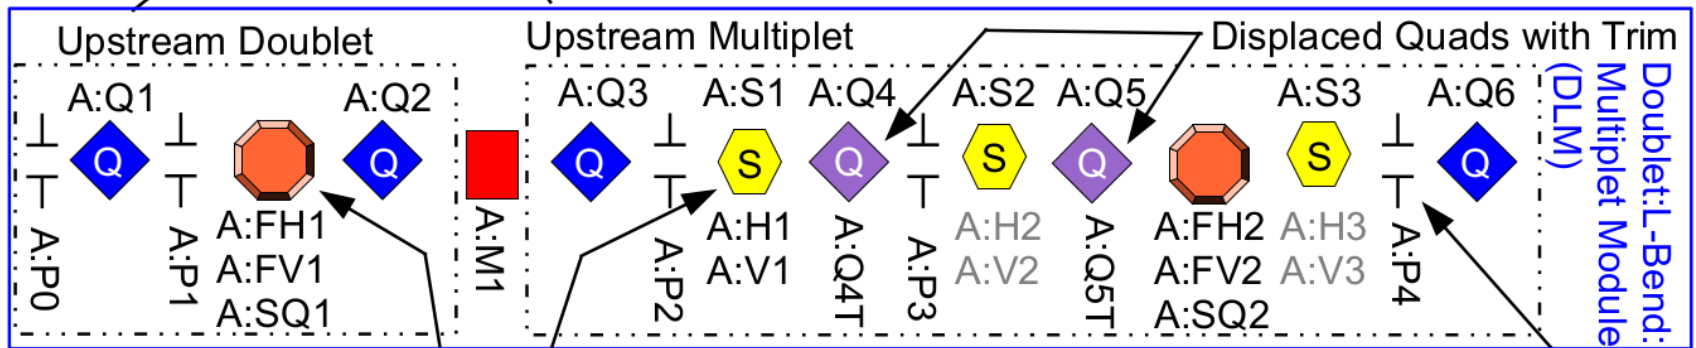 Upstream Doublet
Upstream Multiplet
Displaced Quads with Trim
A:Q1
A:Q2
A:Q3
A:S1
A:Q4
A:S2
A:Q5
A:S3
A:Q6
Q
Q
Q
S
Q
S
Q
S
Q
A:P0
A:P1
A:FH1
A:FV1
A:SQ1
A:M1
A:P2
A:H1
A:V1
A:Q4T
A:P3
A:H2
A:V2
A:Q5T
A:FH2
A:FV2
A:SQ2
A:H3
A:V3
A:P4
Doublet:L-Bend:
Multiplet Module
(DLM)